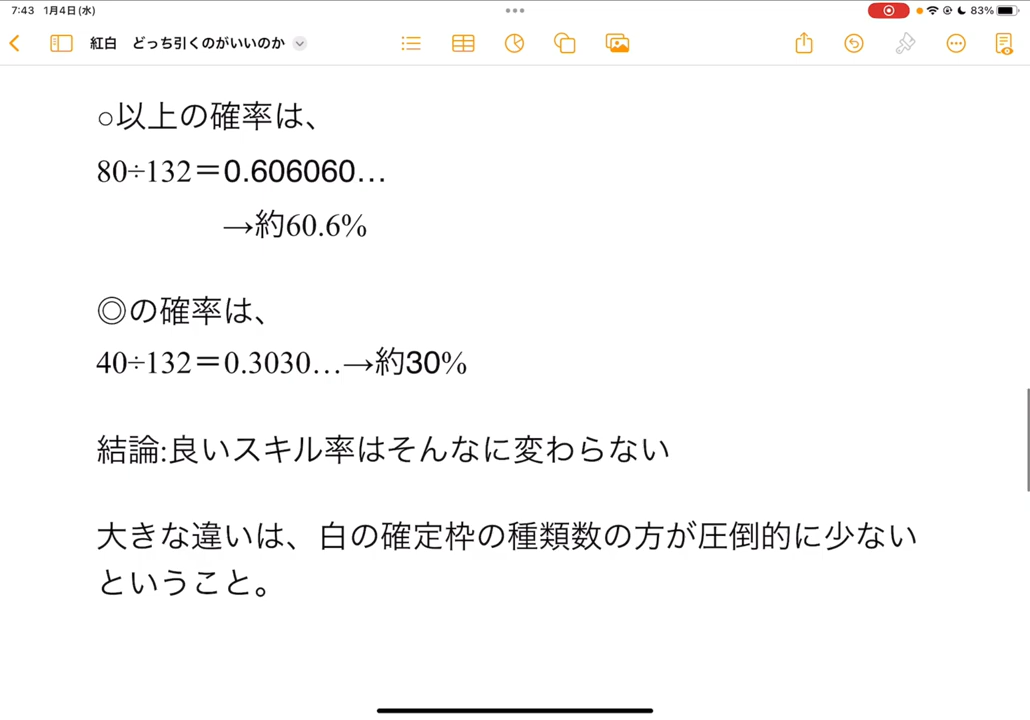 7:43 1月4日(水)
83%
紅白 どっち引くのがいいのか
○以上の確率は、
80÷132＝0.606060…
→約60.6%
◎の確率は、
40÷132＝0.3030…→約30%
結論:良いスキル率はそんなに変わらない
大きな違いは、白の確定枠の種類数の方が圧倒的に少ない
ということ。